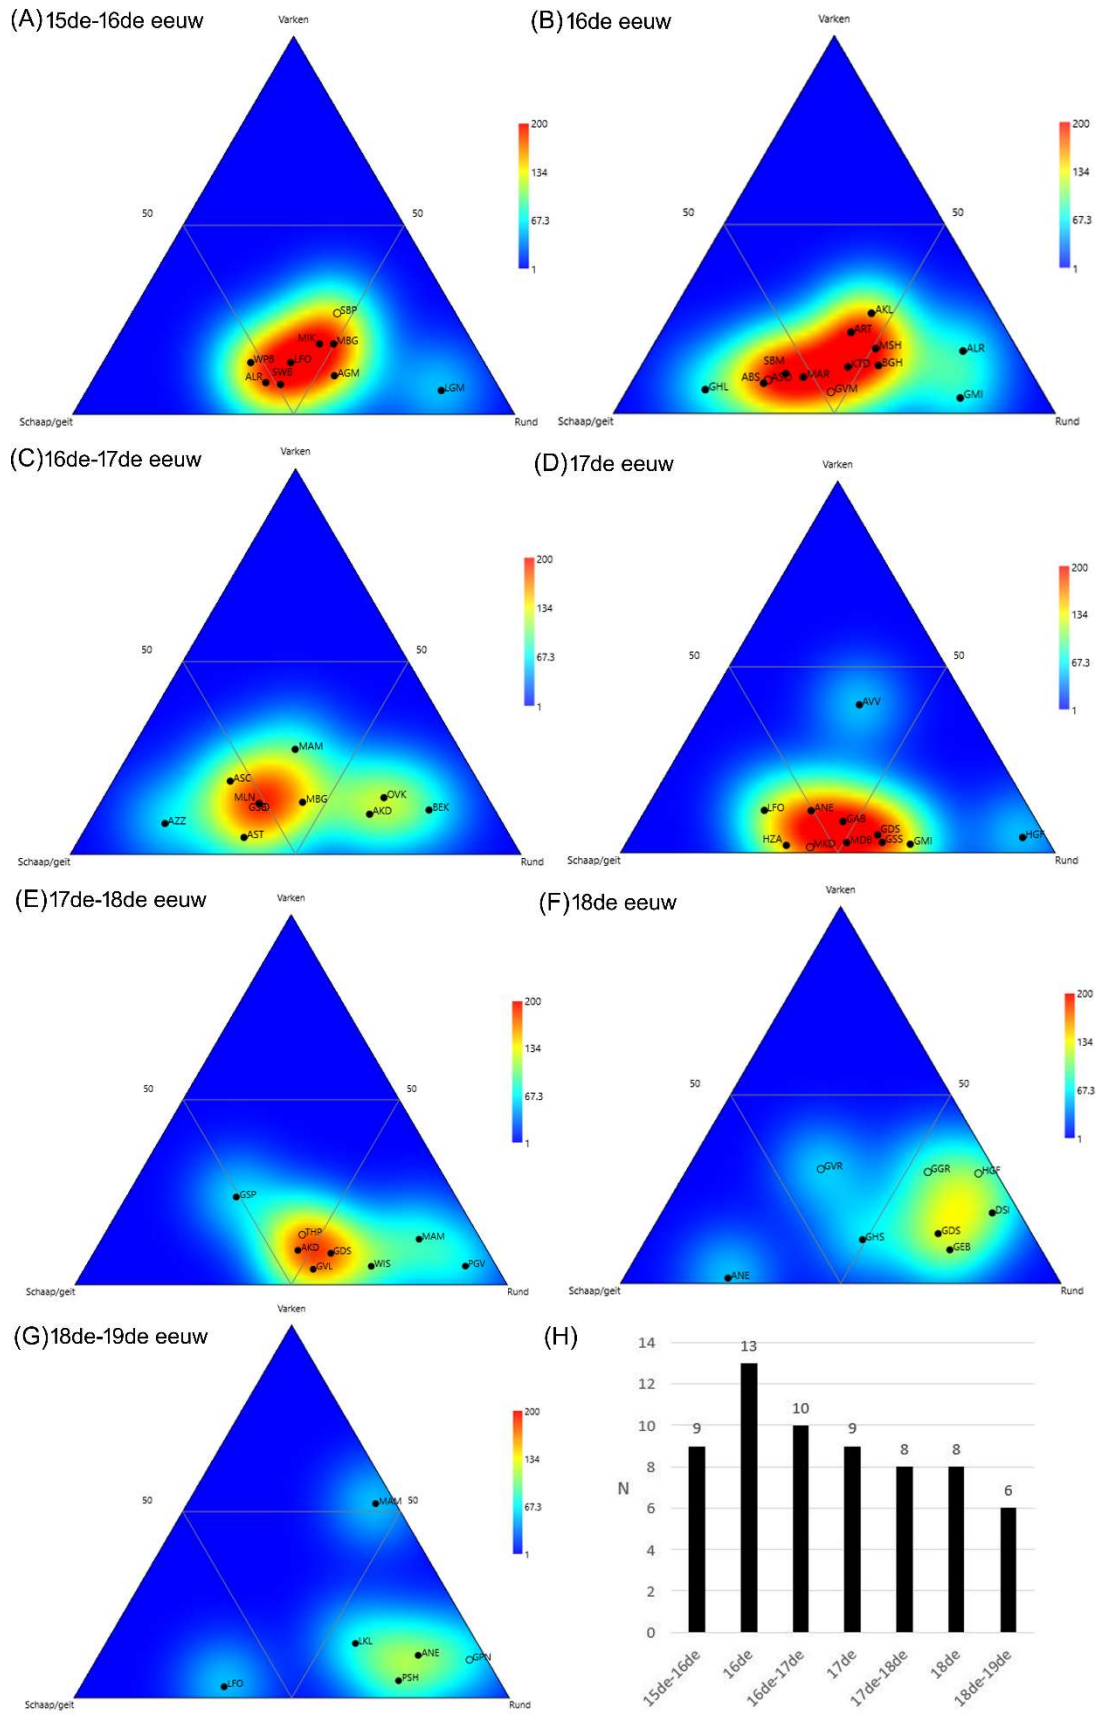 (A) 15de-16de eeuw
Varken
200
134
67.3
1
50
50
SBP
MIK
MBG
WPB
LFO
SWB
ALR
AGM
LGM
Schaap/geit
Rund
(B) 16de eeuw
Varken
200
134
67.3
1
50
50
AKL
ART
MSH
ALR
SBM
KTD
BGH
ABS
ASO
MAR
GHL
GVM
GMI
Schaap/geit
Rund
(C) 16de-17de eeuw
Varken
200
134
67.3
1
50
50
MAM
ASC
MLN
MBG
OVK
AKD
BEK
AZZ
AST
Schaap/geit
Rund
(D) 17de eeuw
Varken
200
134
67.3
1
50
50
AVV
LFO
ANE
GAB
GDS
HZA
MKD
MDB
GSS
GMI
HGF
Schaap/geit
Rund
(E) 17de-18de eeuw
Varken
200
134
67.3
1
50
50
GSP
THP
AKD
GDS
MAM
GVL
WIS
PGV
Schaap/geit
Rund
(F) 18de eeuw
Varken
200
134
67.3
1
50
50
GVR
GGR
HGF
DSI
GHS
GDS
GEB
ANE
Schaap/geit
Rund
(G) 18de-19de eeuw
Varken
200
134
67.3
1
50
MAM 50
LKL
ANE
GPN
LFO
PSH
Schaap/geit
Rund
(H)
14
12
10
8
6
4
2
0
N
9
13
10
9
8
8
6
15de-16de
16de
16de-17de
17de
17de-18de
18de
18de-19de